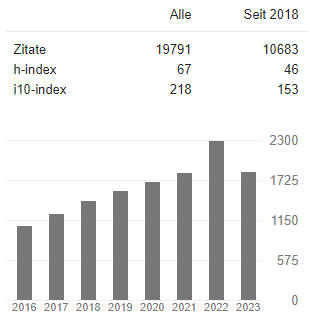 Alle Seit 2018
Zitate 19791 10683
h-index 67 46
i10-index 218 153
2300
1725
1150
575
0
2016 2017 2018 2019 2020 2021 2022 2023